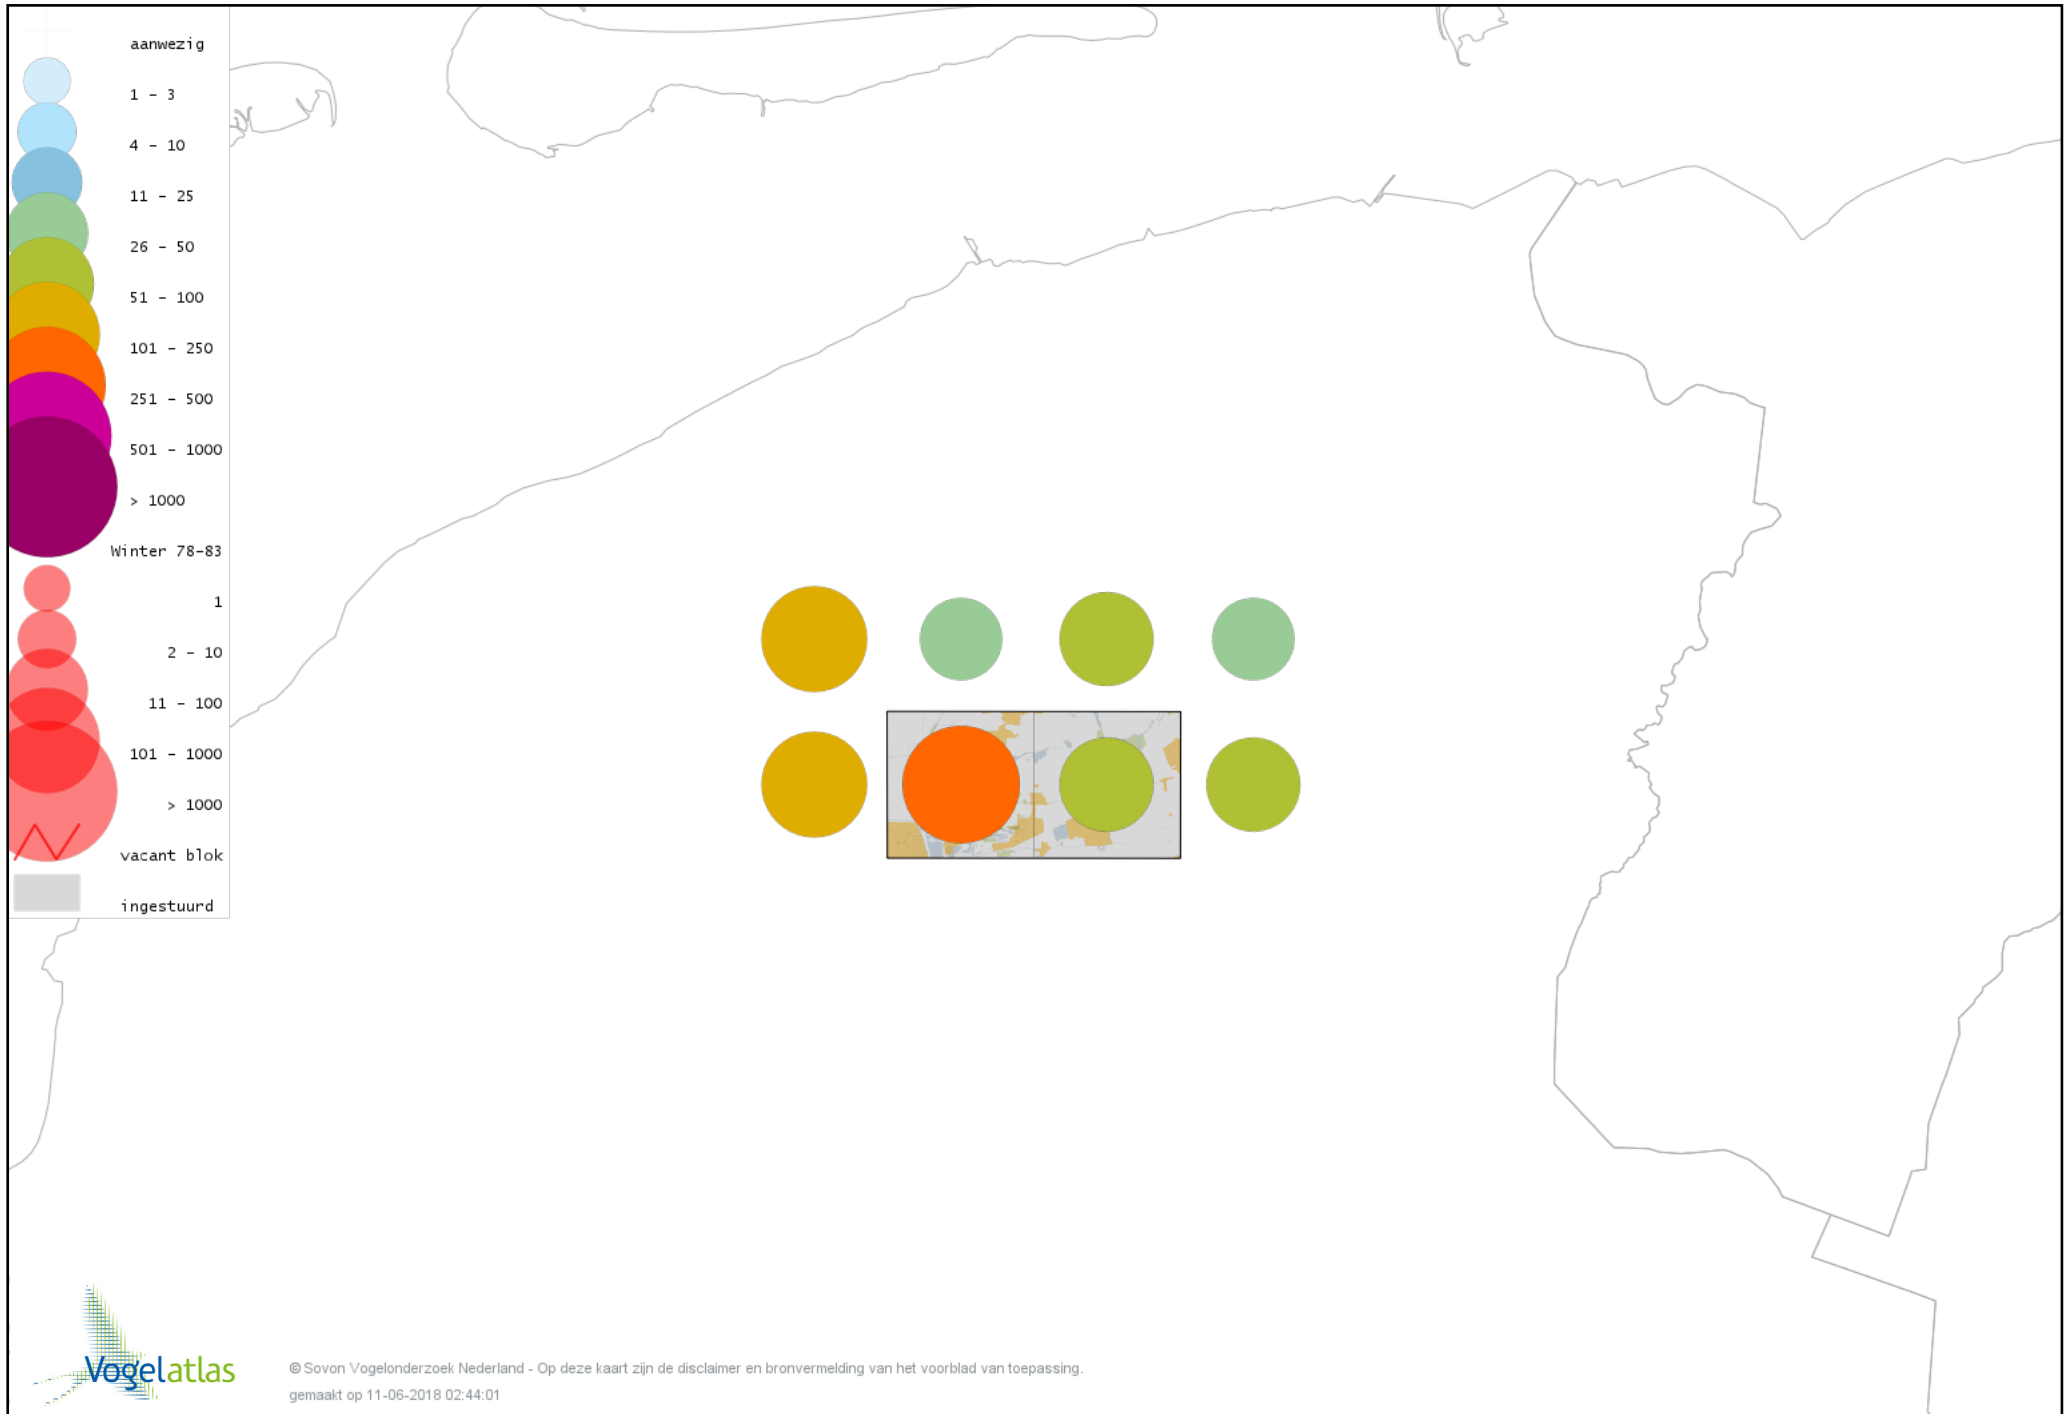 aanwezig
1 - 3
4 - 10
11 - 25
26 - 50
51 - 100
101 - 250
251 - 500
501 - 1000
> 1000
Winter 78-83
1
2 - 10
11 - 100
101 - 1000
> 1000
vacant blok
ingestuurd
Vogelatlas
© Sovon Vogelonderzoek Nederland - Op deze kaart zijn de disclaimer en bronvermelding van het voorblad van toepassing.
gemaakt op 11-06-2018 02:44:01